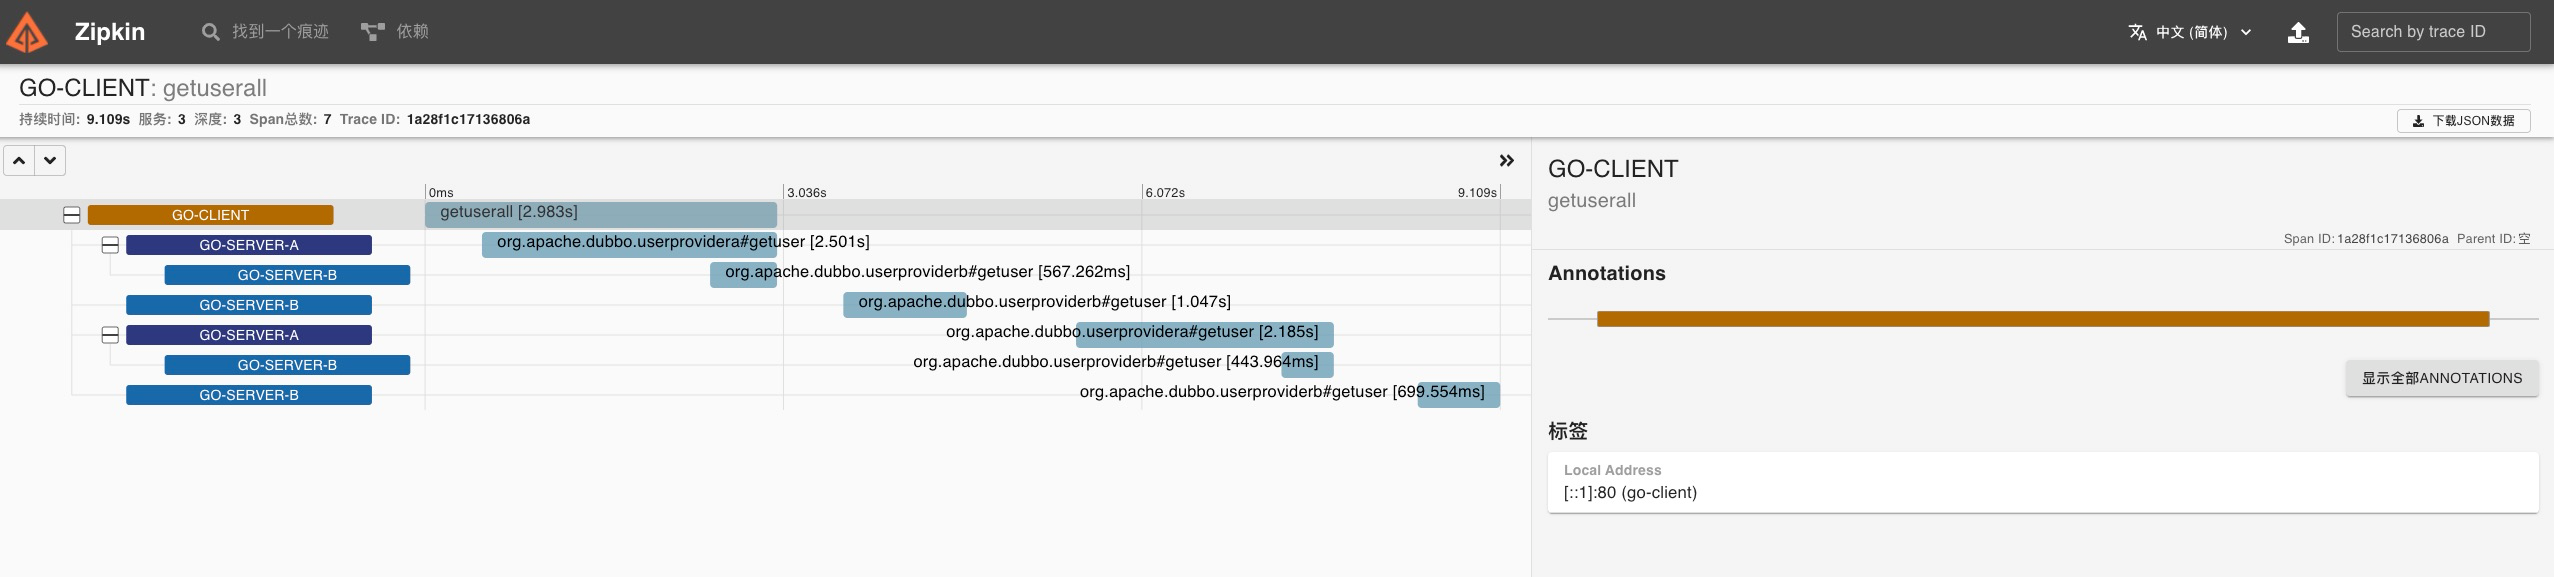 Zipkin 找到一个痕迹 依赖 中文 (简体) Search by trace ID
GO-CLIENT: getuserall
持续时间: 9.109s 服务: 3 深度: 3 Span总数: 7 Trace ID: 1a28f1c17136806a 下载JSON数据
0ms 3.036s 6.072s 9.109s
GO-CLIENT getuserall [2.983s]
GO-SERVER-A org.apache.dubbo.userprovidera#getuser [2.501s]
GO-SERVER-B org.apache.dubbo.userproviderb#getuser [567.262ms]
GO-SERVER-B org.apache.dubbo.userproviderb#getuser [1.047s]
GO-SERVER-A org.apache.dubbo.userprovidera#getuser [2.185s]
GO-SERVER-B org.apache.dubbo.userproviderb#getuser [443.964ms]
GO-SERVER-B org.apache.dubbo.userproviderb#getuser [699.554ms]
GO-CLIENT
getuserall
Span ID: 1a28f1c17136806a Parent ID: 空
Annotations
显示全部ANNOTATIONS
标签
Local Address
[::1]:80 (go-client)